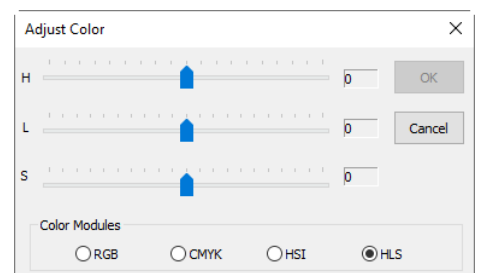 Adjust Color
H 0 OK
L 0 Cancel
S 0
Color Modules
RGB CMYK HSI HLS